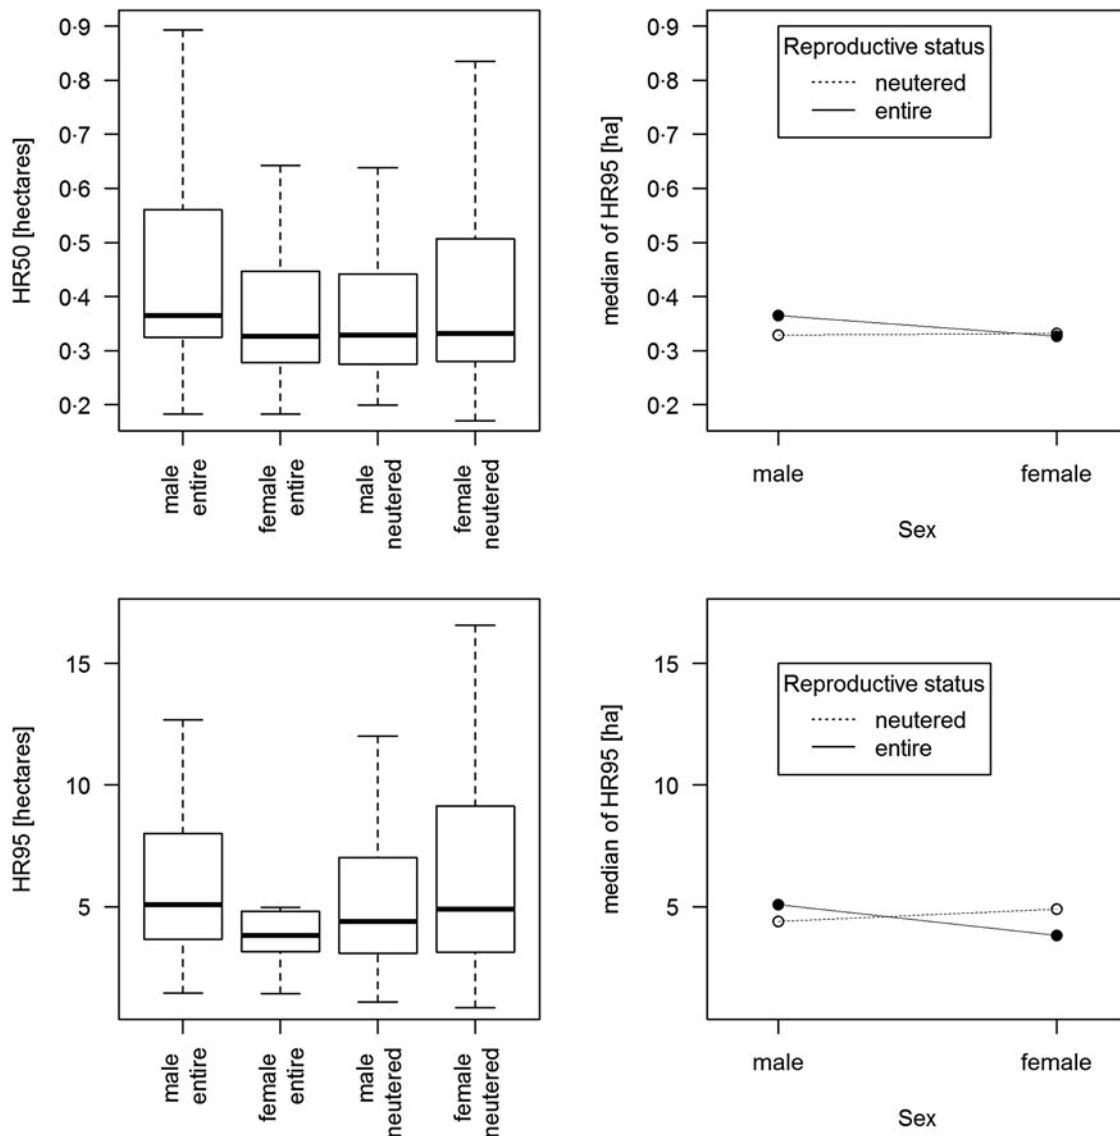 HR50 [hectares]
0·9
0·8
0·7
0·6
0·5
0·4
0·3
0·2
male
entire
female
entire
male
neutered
female
neutered
median of HR95 [ha]
0·9
0·8
0·7
0·6
0·5
0·4
0·3
0·2
Reproductive status
neutered
entire
male
female
Sex
HR95 [hectares]
15
10
5
male
entire
female
entire
male
neutered
female
neutered
median of HR95 [ha]
15
10
5
Reproductive status
neutered
entire
male
female
Sex